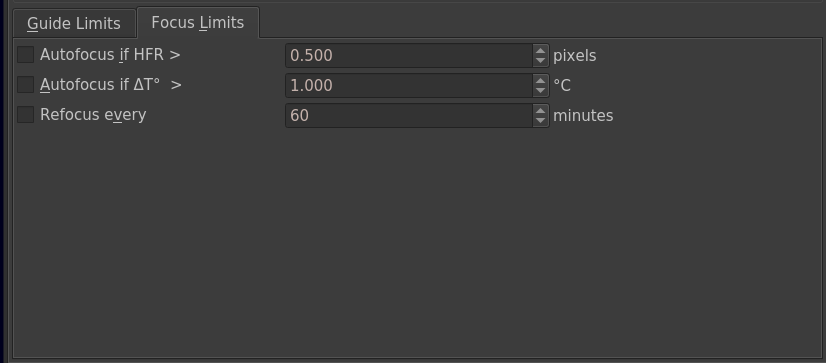 Guide Limits Focus Limits
Autofocus if HFR > 0.500 pixels
Autofocus if ΔT° > 1.000 °C
Refocus every 60 minutes